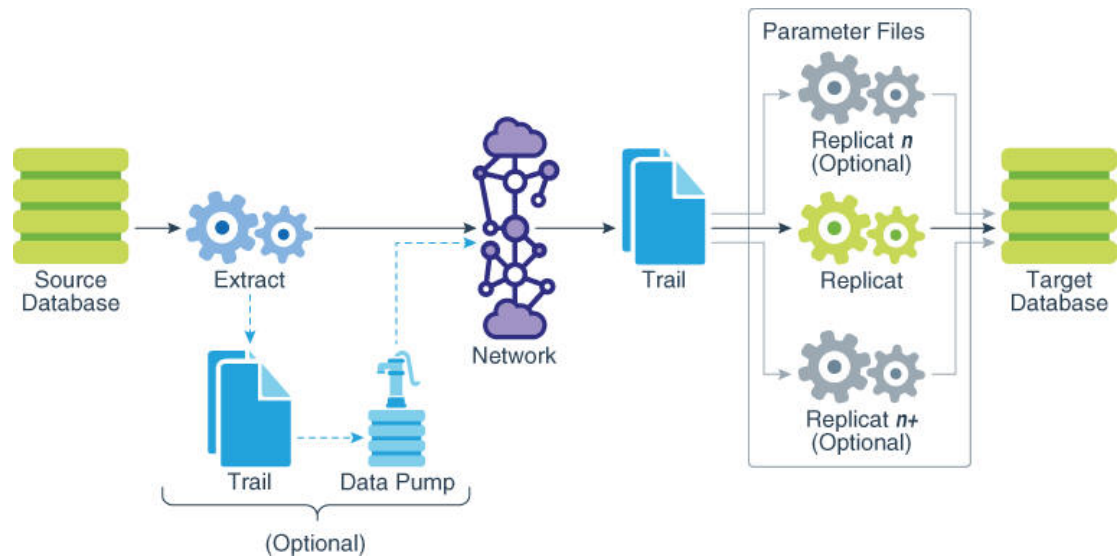 Parameter Files
Replicat n
(Optional)
Source
Database
Extract
Network
Trail
Replicat
Target
Database
Replicat n+
(Optional)
Trail
Data Pump
(Optional)